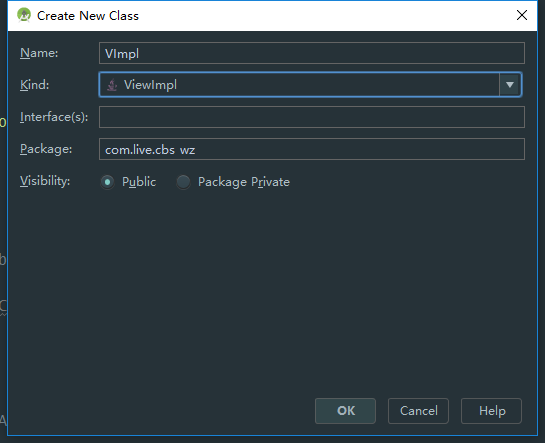 Create New Class
Name: VImpl
Kind: ViewImpl
Interface(s):
Package: com.live.cbs wz
Visibility: Public Package Private
OK Cancel Help